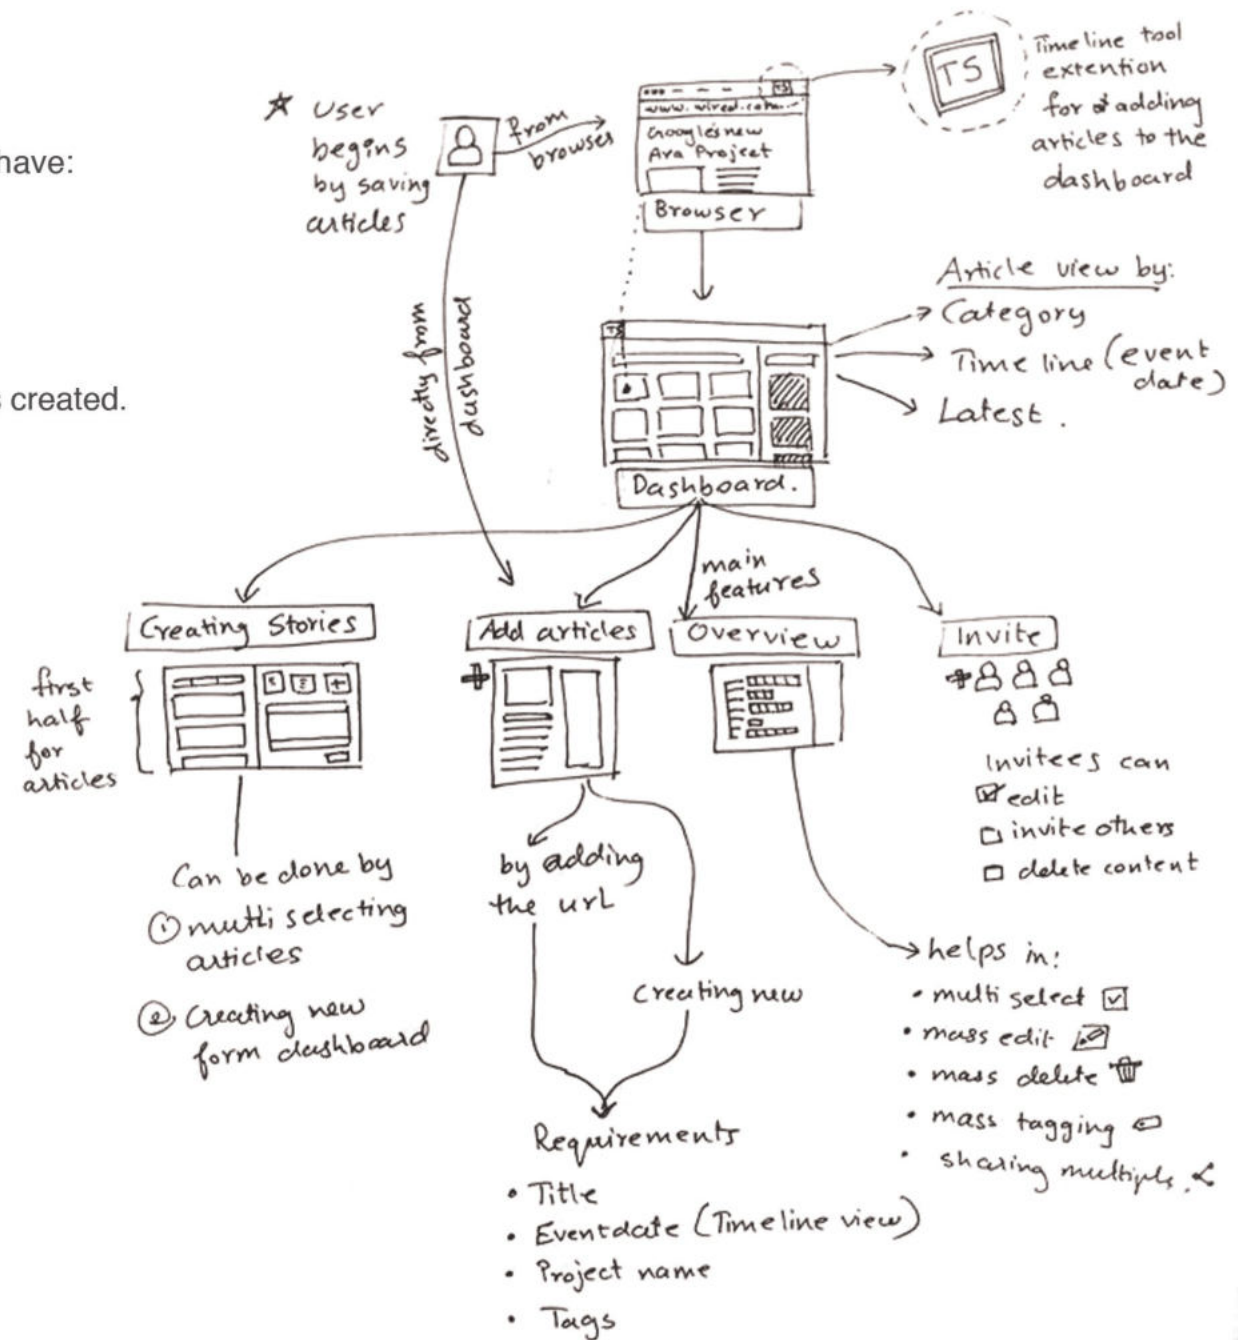 have:
s created.
User
begins
by saving
articles
from
browser
TS
www.wired.com
Google's new
Ara Project
Browser
TS
Timeline tool
extention
for adding
articles to the
dashboard
directly from
dashboard
TS
Dashboard.
Article view by:
Category
Time line (event
date)
Latest.
main
features
Creating Stories
first
half
for
articles
Can be done by
① multi selecting
articles
② Creating new
form dashboard
Add articles
by adding
the url
Creating new
Requirements
• Title
• Eventdate (Timeline view)
• Project name
• Tags
Overview
helps in:
• multi select
• mass edit
• mass delete
• mass tagging
• sharing multiple.
Invite
Invitees can
edit
invite others
delete content